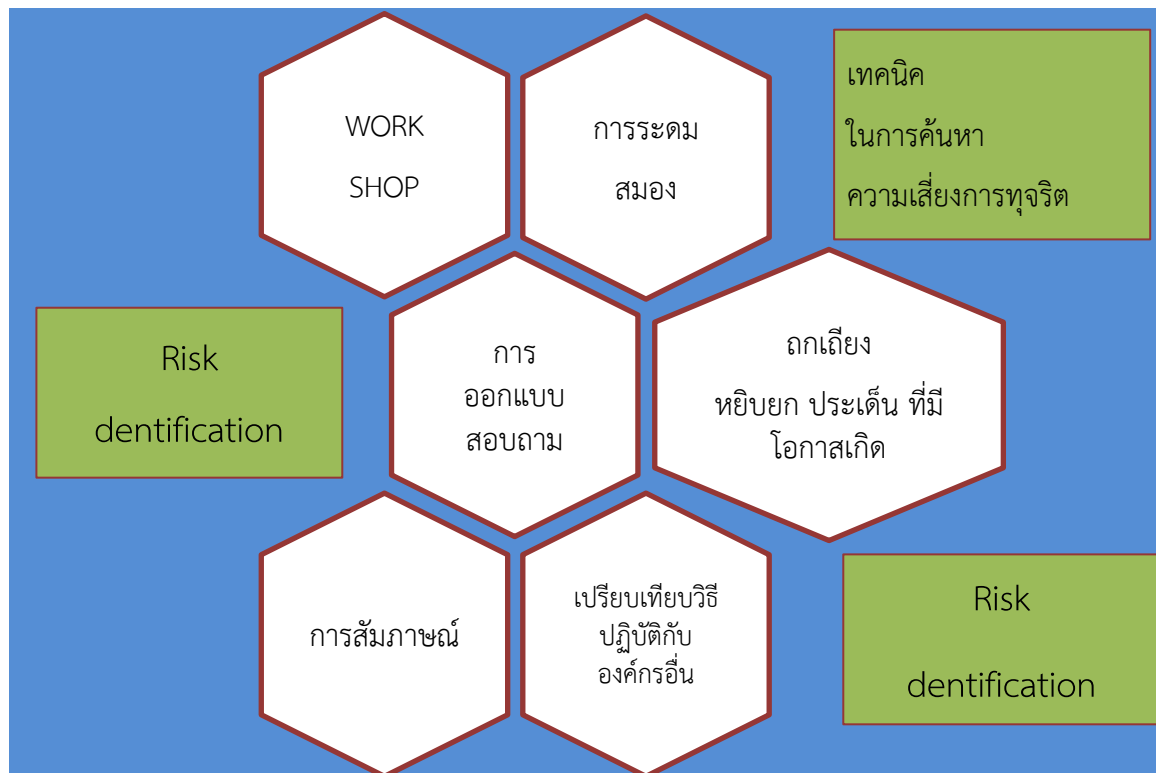 WORK
SHOP
การระดม
สมอง
เทคนิค
ในการค้นหา
ความเสี่ยงการทุจริต
Risk
dentification
การ
ออกแบบ
สอบถาม
ถกเถียง
หยิบยก ประเด็น ที่มี
โอกาสเกิด
การสัมภาษณ์
เปรียบเทียบวิธี
ปฏิบัติกับ
องค์กรอื่น
Risk
dentification